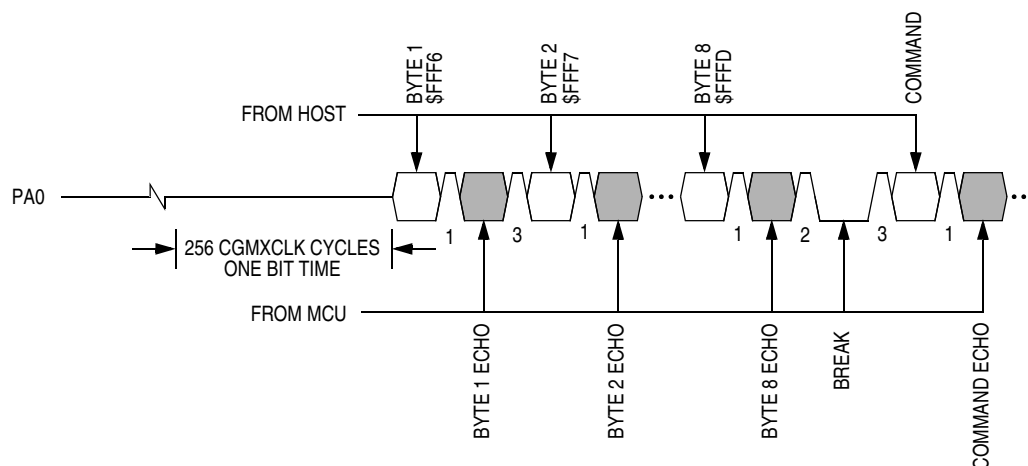 BYTE 1
$FFF6
BYTE 2
$FFF7
BYTE 8
$FFFD
COMMAND
FROM HOST
PA0
1
3
1
1
2
3
1
256 CGMXCLK CYCLES
ONE BIT TIME
FROM MCU
BYTE 1 ECHO
BYTE 2 ECHO
BYTE 8 ECHO
BREAK
COMMAND ECHO